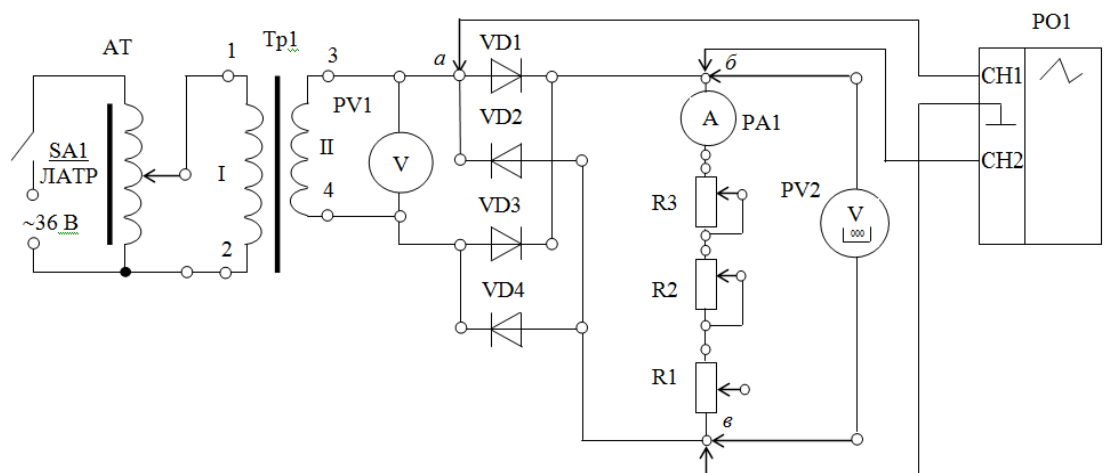 РО1
АТ
1
Тр1
3
а
VD1
б
СН1
PV1
VD2
А
РА1
SA1
ЛАТР
I
II
V
СН2
4
VD3
R3
PV2
V
000
~36 В
2
VD4
R2
R1
в